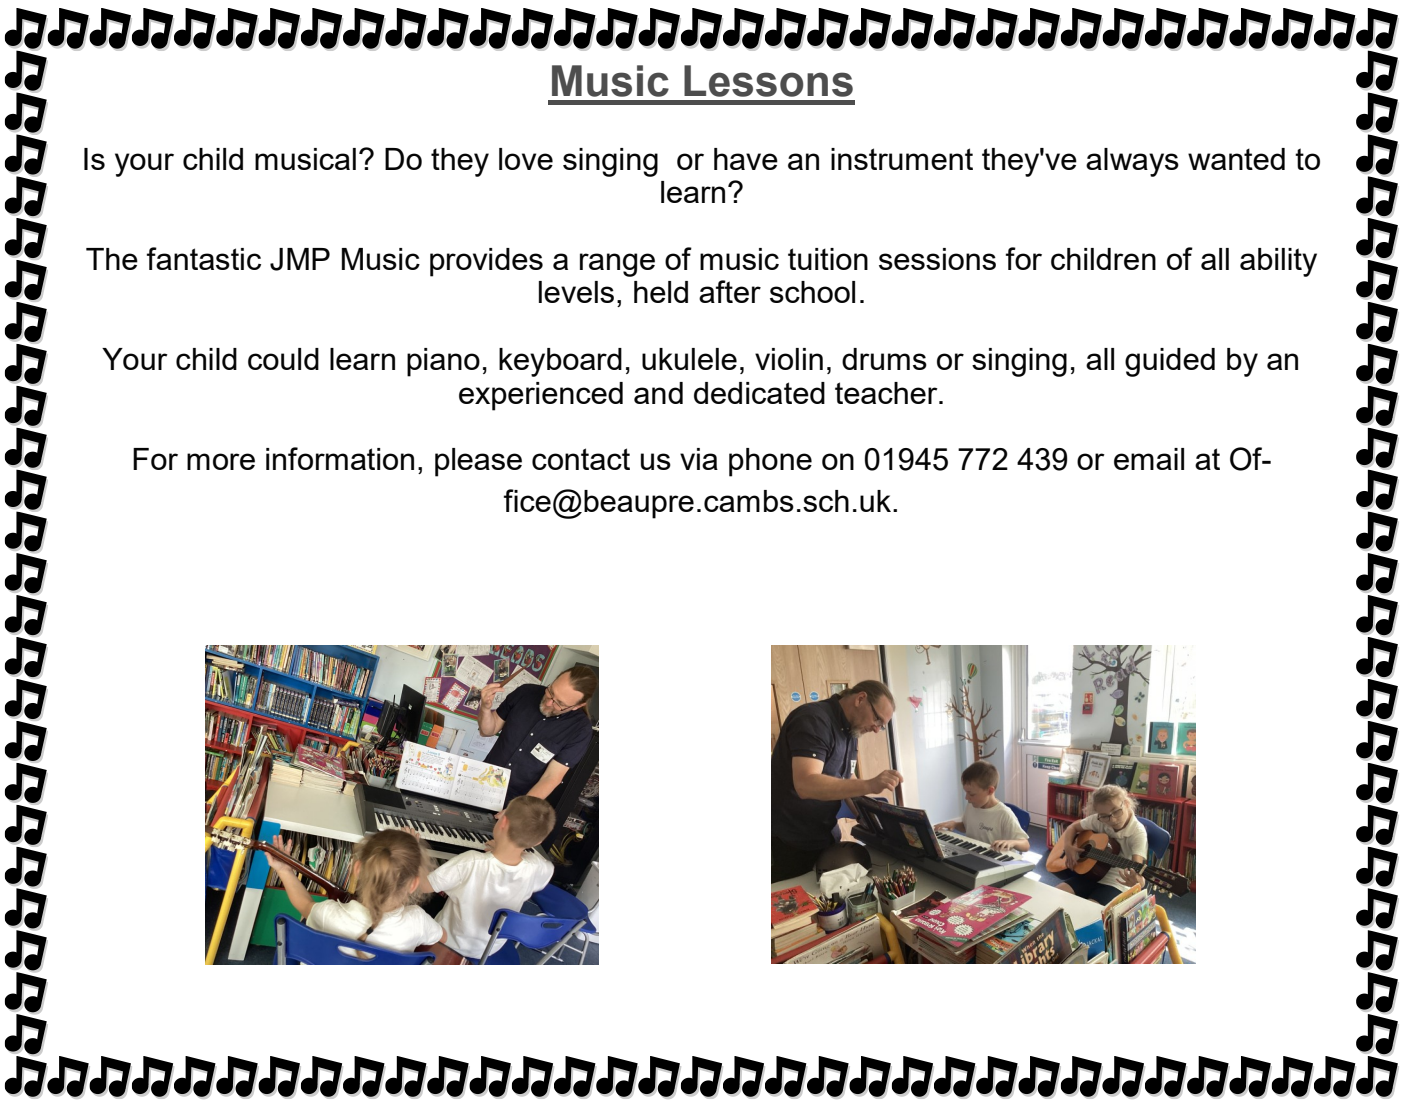 Music Lessons
Is your child musical? Do they love singing  or have an instrument they've always wanted to
learn?
The fantastic JMP Music provides a range of music tuition sessions for children of all ability
levels, held after school.
Your child could learn piano, keyboard, ukulele, violin, drums or singing, all guided by an
experienced and dedicated teacher.
For more information, please contact us via phone on 01945 772 439 or email at Of-
fice@beaupre.cambs.sch.uk.
Read
When the
Library